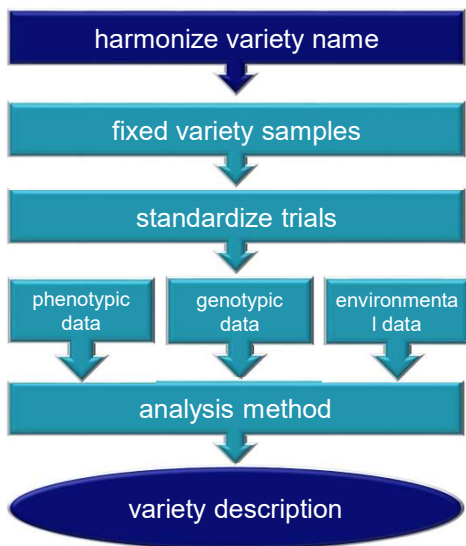 harmonize variety name
fixed variety samples
standardize trials
phenotypic
data
genotypic
data
environmenta
l data
analysis method
variety description